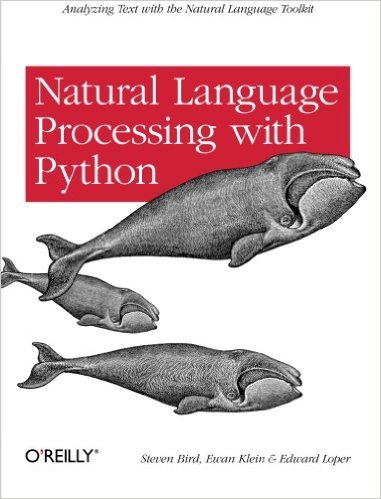 Analyzing Text with the Natural Language Toolkit
Natural Language
Processing with
Python
O'REILLY®
Steven Bird, Ewan Klein & Edward Loper